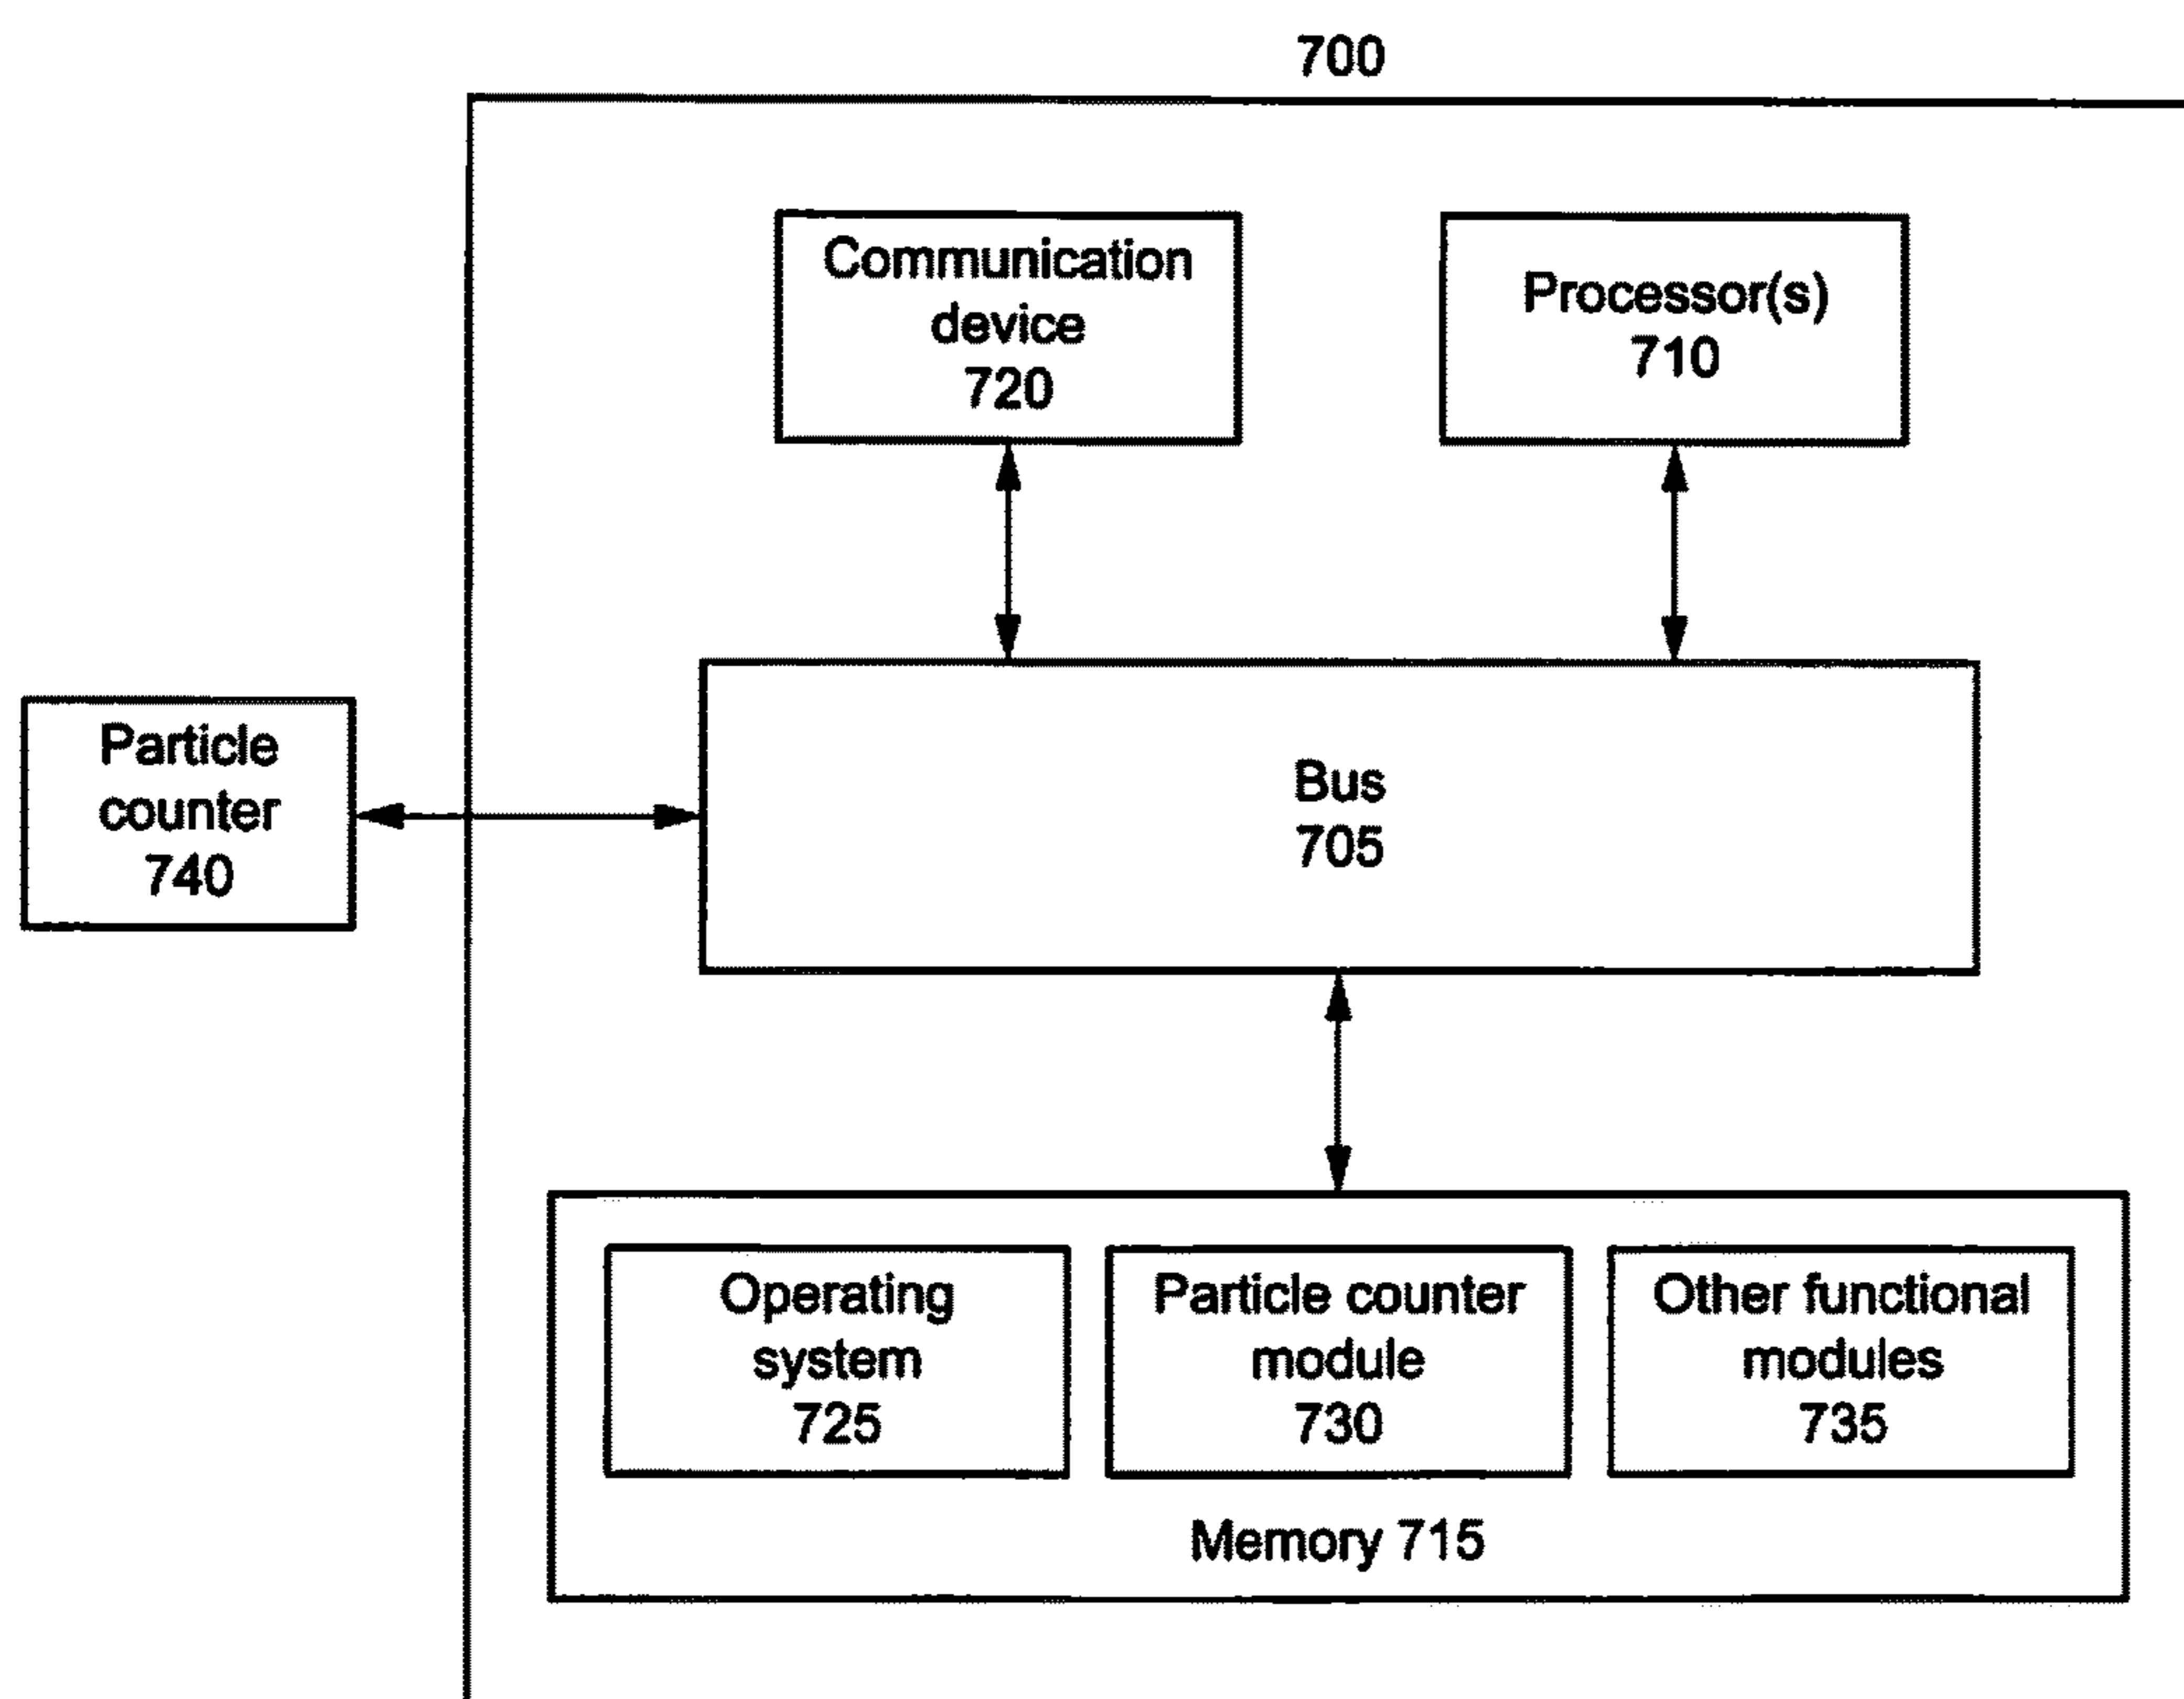 700
Communication
device
720
Processor(s)
710
Particle
counter
740
Bus
705
Operating
system
725
Particle counter
module
730
Other functional
modules
735
Memory 715